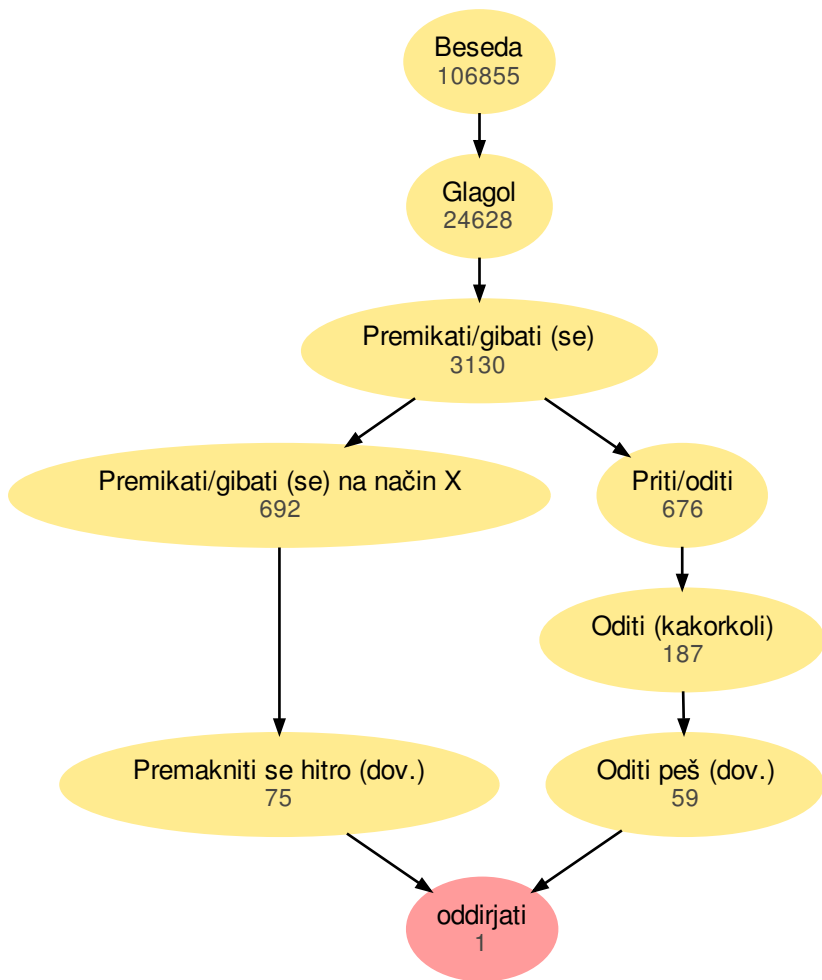 Beseda
106855
Glagol
24628
Premikati/gibati (se)
3130
Premikati/gibati (se) na način X
692
Priti/oditi
676
Oditi (kakorkoli)
187
Premakniti se hitro (dov.)
75
Oditi peš (dov.)
59
oddirjati
1